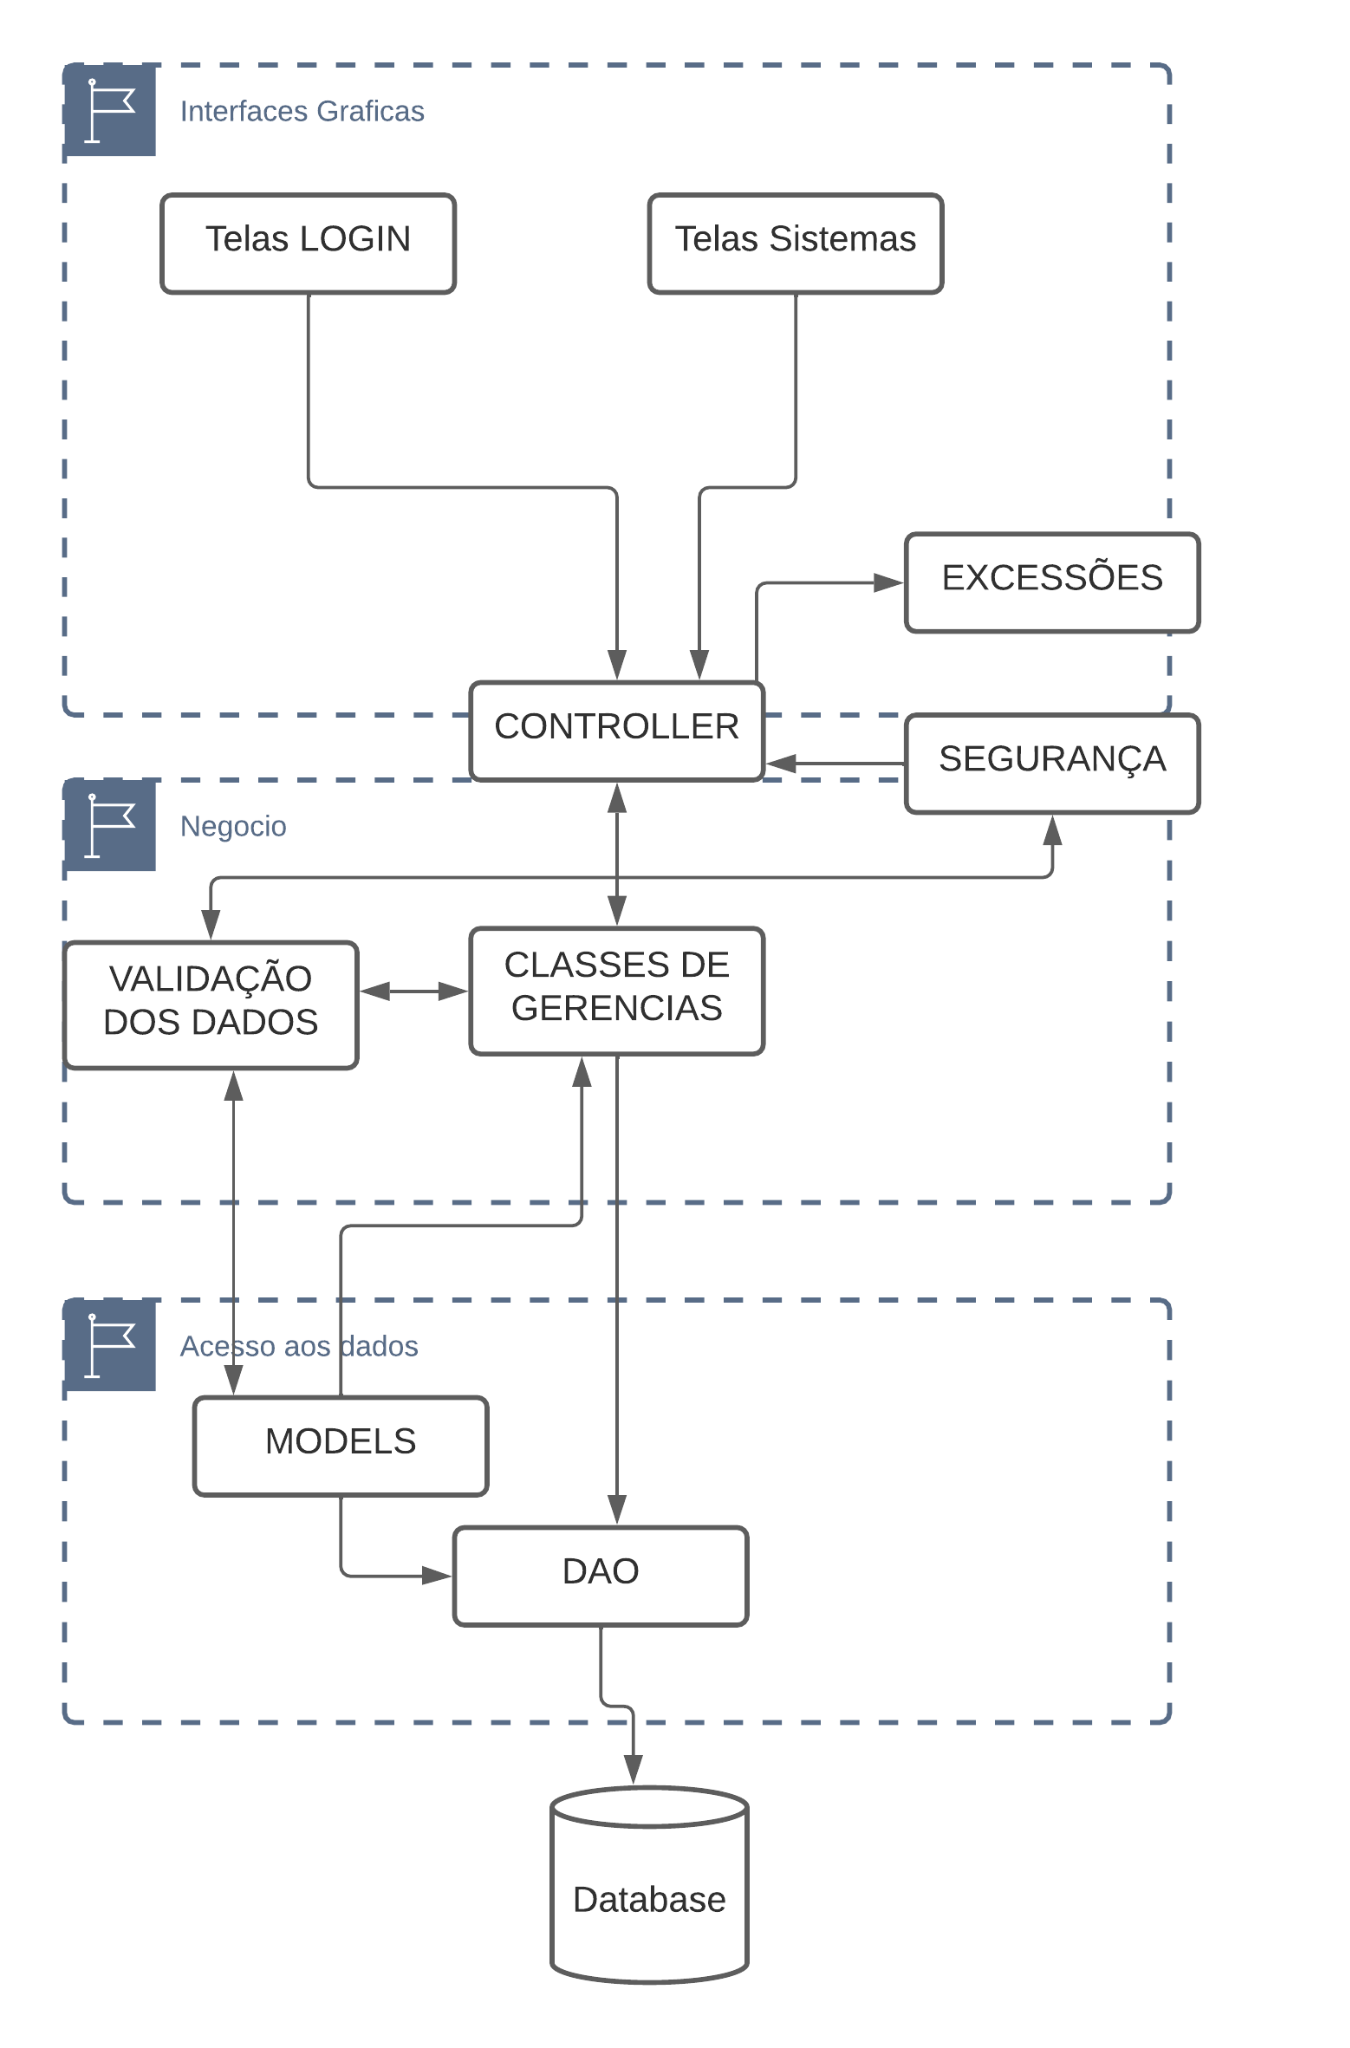 Interfaces Graficas
Telas LOGIN
Telas Sistemas
EXCESSÕES
CONTROLLER
SEGURANÇA
Negocio
VALIDAÇÃO
DOS DADOS
CLASSES DE
GERENCIAS
Acesso aos dados
MODELS
DAO
Database